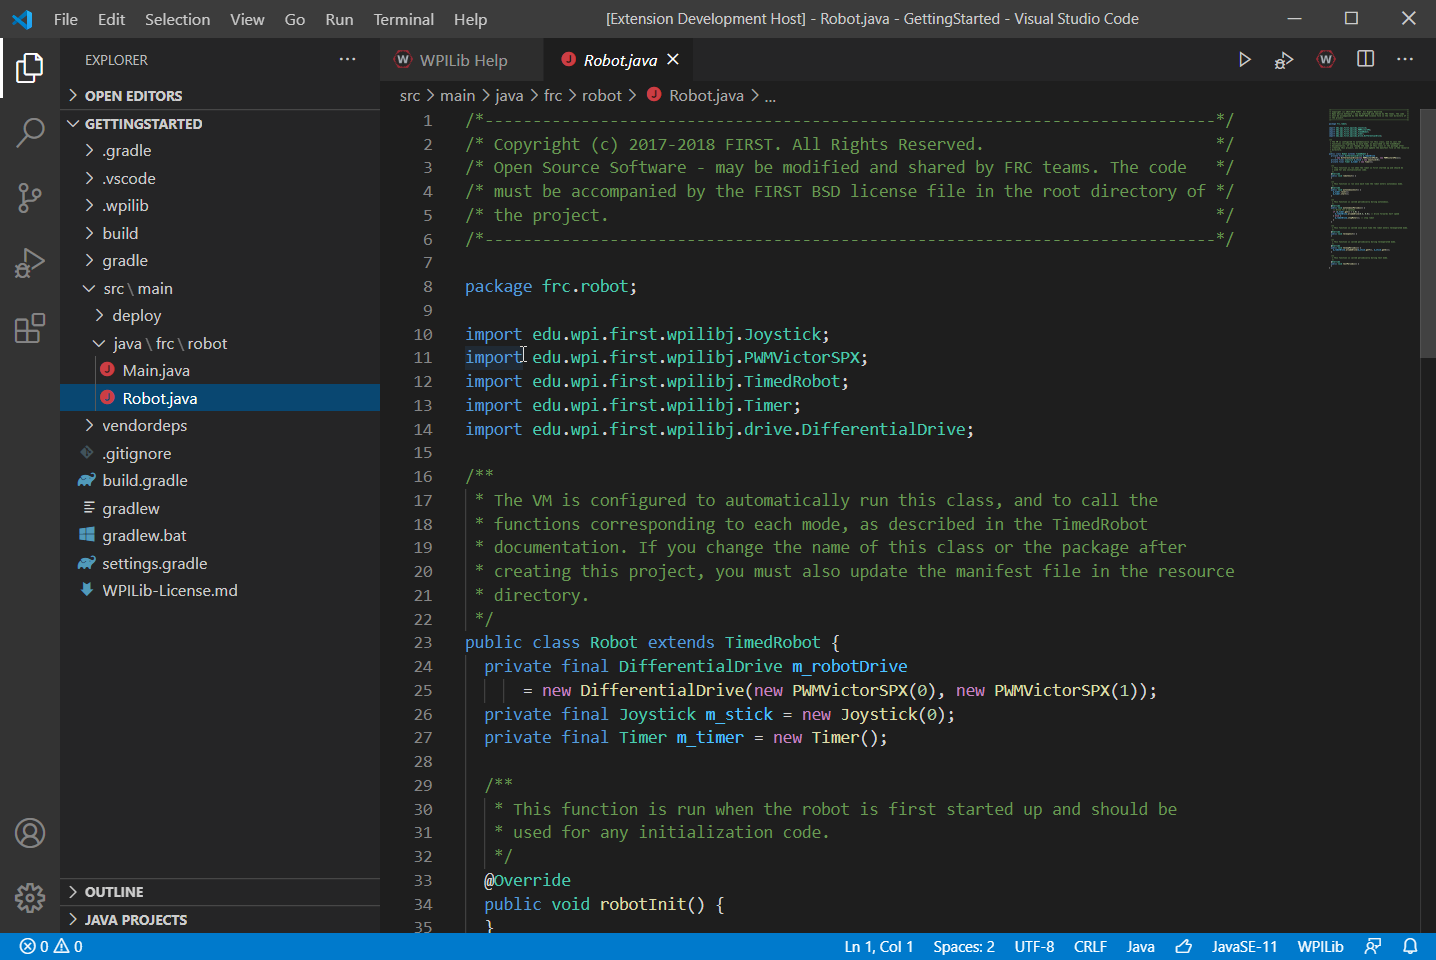 File Edit Selection View Go Run Terminal Help [Extension Development Host] - Robot.java - GettingStarted - Visual Studio Code
EXPLORER
WPILib Help
Robot.java
OPEN EDITORS
src > main > java > frc > robot > Robot.java > ...
GETTINGSTARTED
.gradle
.vscode
.wpilib
build
gradle
src \ main
deploy
java \ frc \ robot
Main.java
Robot.java
vendordeps
.gitignore
build.gradle
gradlew
gradlew.bat
settings.gradle
WPILib-License.md
OUTLINE
JAVA PROJECTS
1 /*----------------------------------------------------------------------------*/
2 /* Copyright (c) 2017-2018 FIRST. All Rights Reserved.                        */
3 /* Open Source Software - may be modified and shared by FRC teams. The code   */
4 /* must be accompanied by the FIRST BSD license file in the root directory of */
5 /* the project.                                                               */
6 /*----------------------------------------------------------------------------*/
7
8 package frc.robot;
9
10 import edu.wpi.first.wpilibj.Joystick;
11 import edu.wpi.first.wpilibj.PWMVictorSPX;
12 import edu.wpi.first.wpilibj.TimedRobot;
13 import edu.wpi.first.wpilibj.Timer;
14 import edu.wpi.first.wpilibj.drive.DifferentialDrive;
15
16 /**
17  * The VM is configured to automatically run this class, and to call the
18  * functions corresponding to each mode, as described in the TimedRobot
19  * documentation. If you change the name of this class or the package after
20  * creating this project, you must also update the manifest file in the resource
21  * directory.
22  */
23 public class Robot extends TimedRobot {
24   private final DifferentialDrive m_robotDrive
25       = new DifferentialDrive(new PWMVictorSPX(0), new PWMVictorSPX(1));
26   private final Joystick m_stick = new Joystick(0);
27   private final Timer m_timer = new Timer();
28
29   /**
30    * This function is run when the robot is first started up and should be
31    * used for any initialization code.
32    */
33   @Override
34   public void robotInit() {
35   }
0 0 Ln 1, Col 1 Spaces: 2 UTF-8 CRLF Java JavaSE-11 WPILib